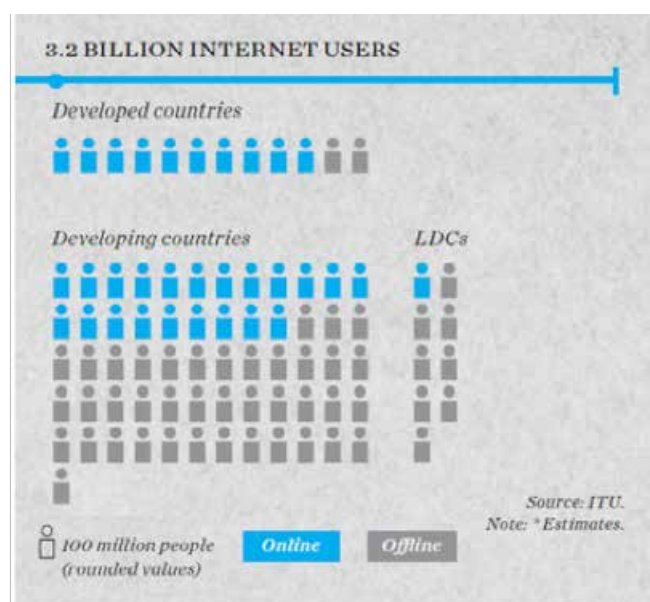 3.2 BILLION INTERNET USERS
Developed countries
Developing countries
LDCs
Source: ITU.
Note: *Estimates.
100 million people
(rounded values)
Online
Offline